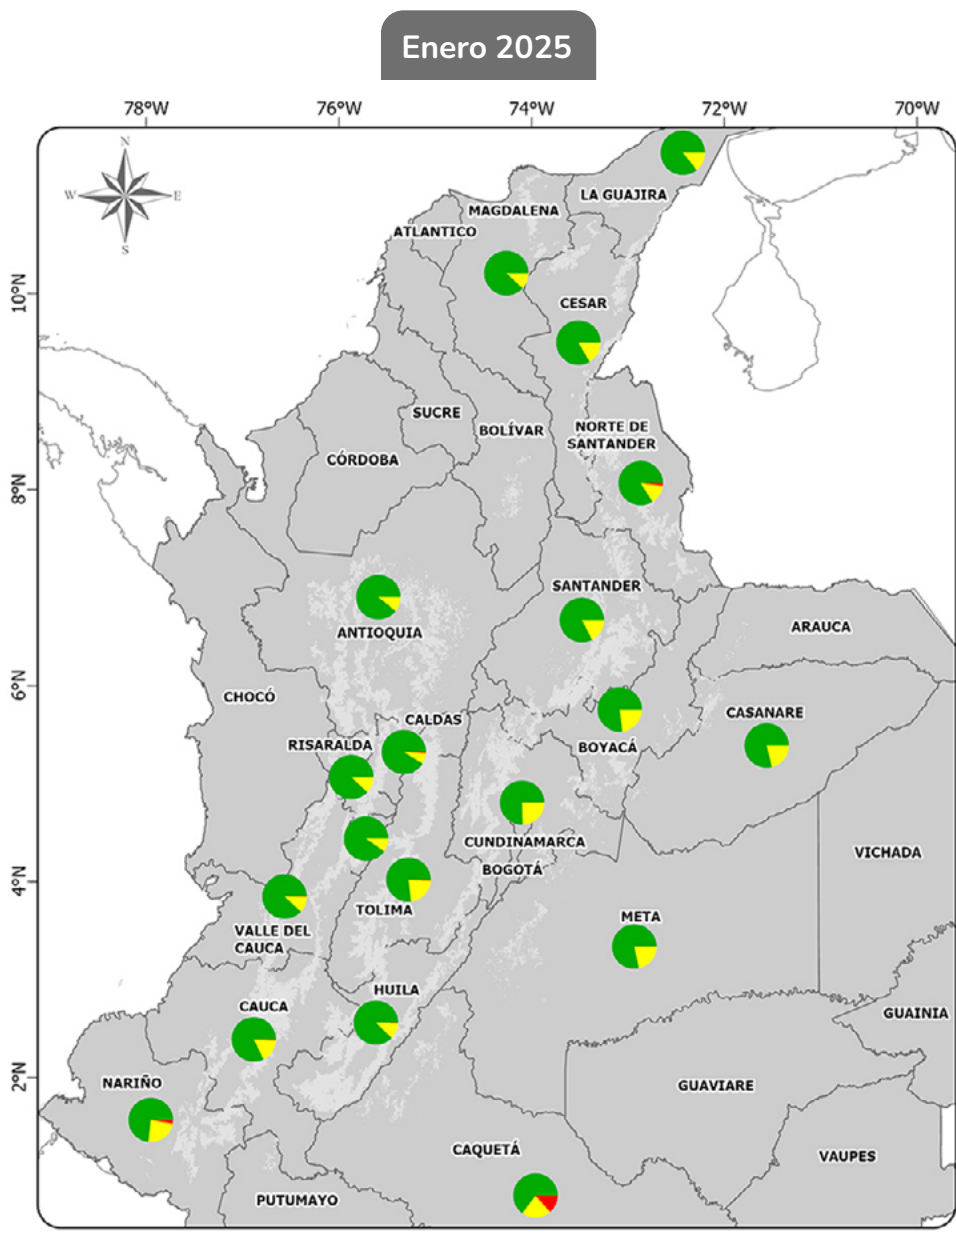 Enero 2025
78°W
76°W
74°W
72°W
70°W
N
W
E
S
10°N
8°N
6°N
4°N
2°N
LA GUAJIRA
MAGDALENA
ATLANTICO
CESAR
SUCRE
BOLÍVAR
NORTE DE
SANTANDER
CÓRDOBA
SANTANDER
ANTIOQUIA
ARAUCA
CHOCÓ
CALDAS
CASANARE
RISARALDA
BOYACÁ
CUNDINAMARCA
VICHADA
BOGOTÁ
TOLIMA
META
VALLE DEL
CAUCA
HUILA
CAUCA
GUAINIA
NARIÑO
GUAVIARE
CAQUETÁ
VAUPES
PUTUMAYO